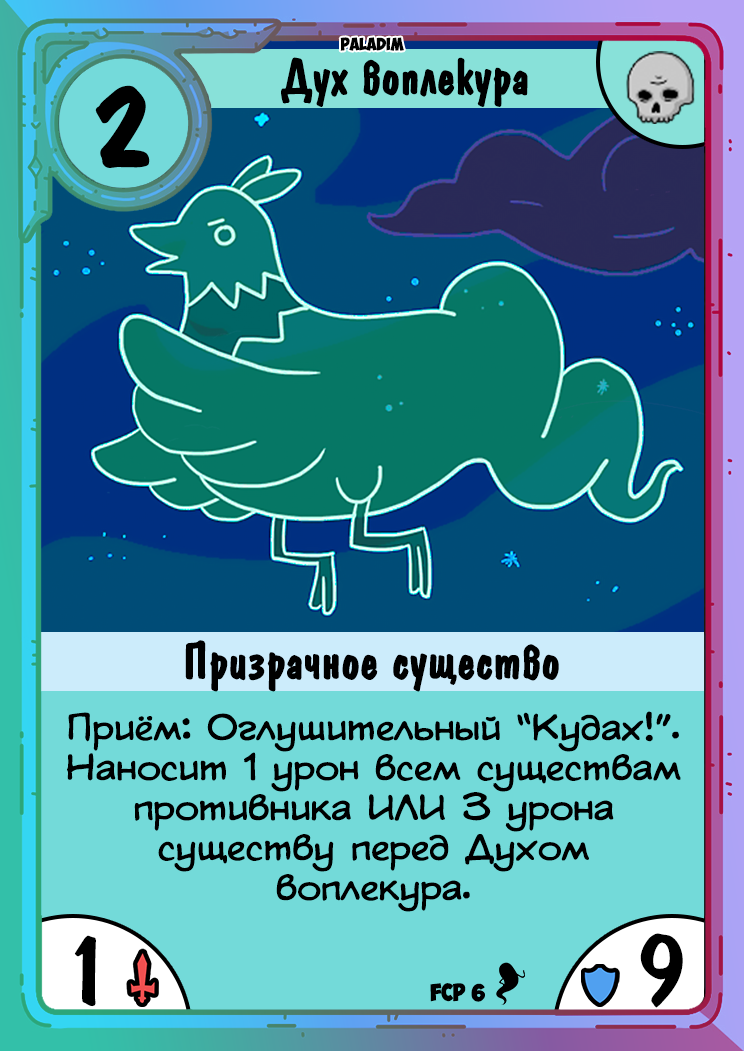 PALADIM
2
Дух воплекура
Призрачное существо
Приём: Оглушительный “Кудах!”.
Наносит 1 урон всем существам
противника ИЛИ 3 урона
существу перед Духом
воплекура.
1
FCP 6
9